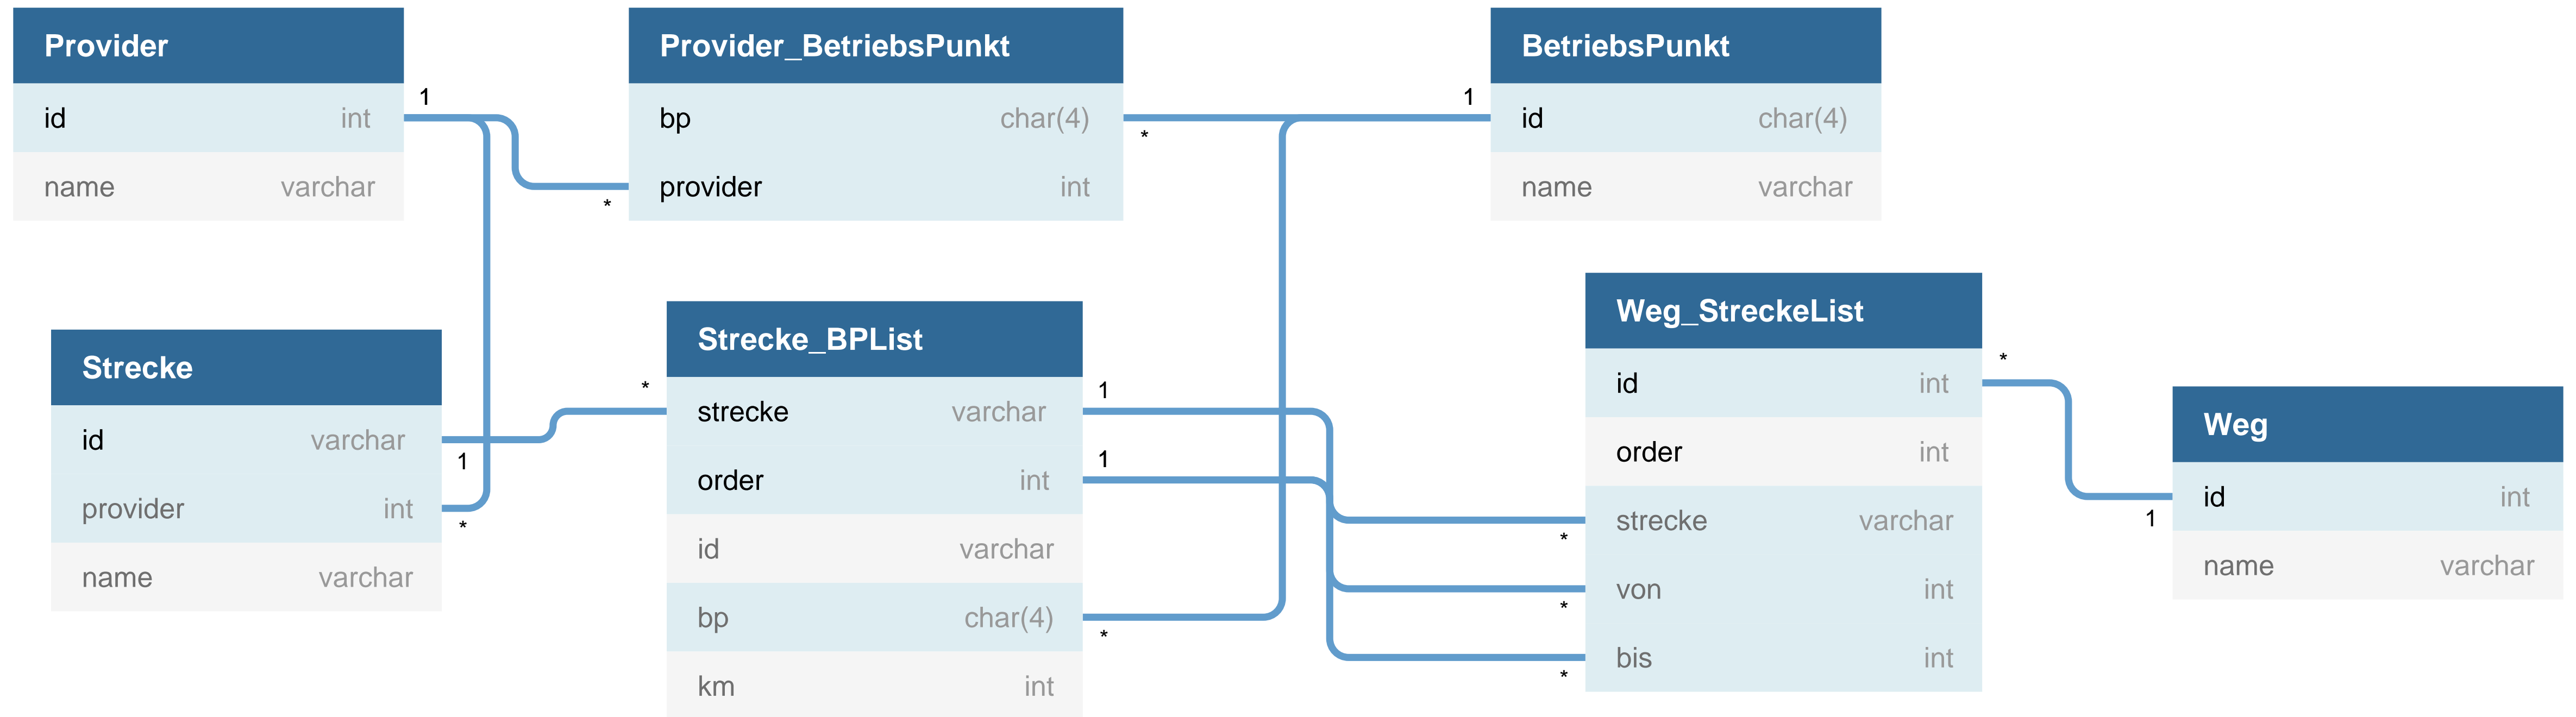 Provider
id int
name varchar
1
*
Provider_BetriebsPunkt
bp char(4)
provider int
*
1
BetriebsPunkt
id char(4)
name varchar
Strecke
id varchar
provider int
name varchar
1
*
*
Strecke_BPList
strecke varchar
order int
id varchar
bp char(4)
km int
1
1
*
Weg_StreckeList
id int
order int
strecke varchar
von int
bis int
*
*
*
*
1
Weg
id int
name varchar